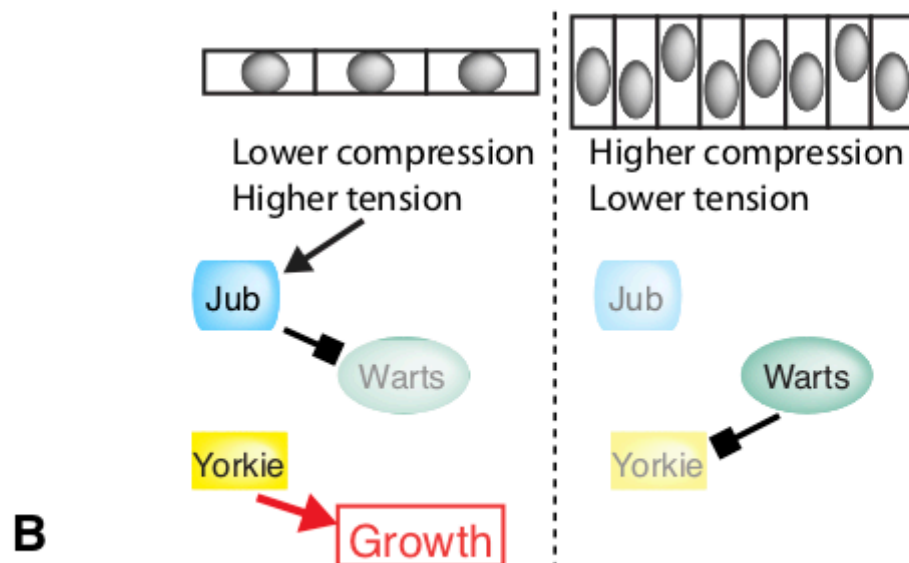 Lower compression
Higher tension
Jub
Warts
Yorkie
Growth
Higher compression
Lower tension
Jub
Warts
Yorkie
B